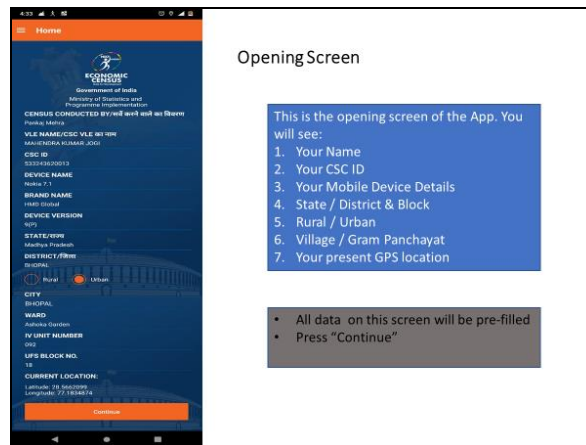 4:53
Home
ECONOMIC
CENSUS
Government of India
Ministry of Statistics and
Programme Implementation
CENSUS CONDUCTED BY/सर्वे करने वाले का विवरण
Pankaj Mehra
VLE NAME/CSC VLE का नाम
MAHENDRA KUMAR JOGI
CSC ID
533243620013
DEVICE NAME
Nokia 7.1
BRAND NAME
HMD Global
DEVICE VERSION
9(P)
STATE/राज्य
Madhya Pradesh
DISTRICT/जिला
BHOPAL
Rural Urban
CITY
BHOPAL
WARD
Ashoka Garden
IV UNIT NUMBER
092
UFS BLOCK NO.
18
CURRENT LOCATION:
Latitude: 28.5662099
Longitude: 77.1834874
Continue
Opening Screen
This is the opening screen of the App. You
will see:
1. Your Name
2. Your CSC ID
3. Your Mobile Device Details
4. State / District & Block
5. Rural / Urban
6. Village / Gram Panchayat
7. Your present GPS location
• All data on this screen will be pre-filled
• Press "Continue"